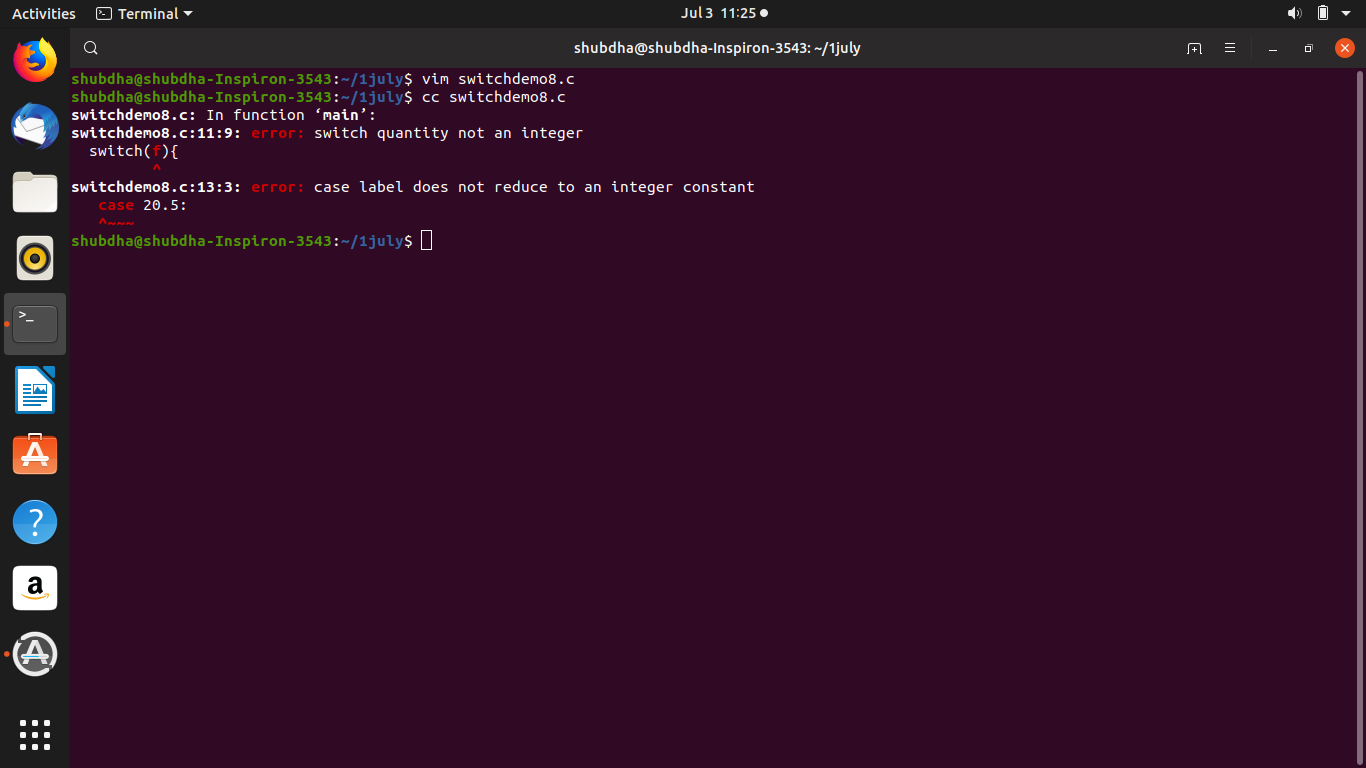 Activities Terminal Jul 3 11:25
shubdha@shubdha-Inspiron-3543: ~/1july
shubdha@shubdha-Inspiron-3543:~/1july$ vim switchdemo8.c
shubdha@shubdha-Inspiron-3543:~/1july$ cc switchdemo8.c
switchdemo8.c: In function ‘main’:
switchdemo8.c:11:9: error: switch quantity not an integer
  switch(f){
         ^
switchdemo8.c:13:3: error: case label does not reduce to an integer constant
   case 20.5:
   ^~~~
shubdha@shubdha-Inspiron-3543:~/1july$
>_
?
a